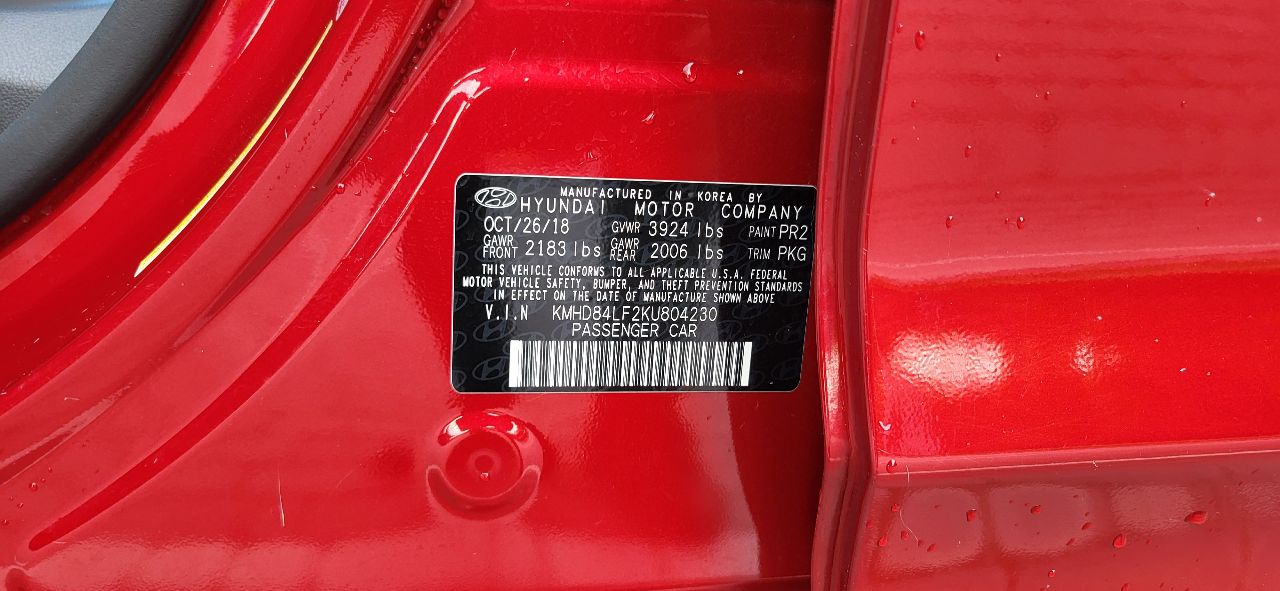 MANUFACTURED IN KOREA BY
HYUNDAI MOTOR COMPANY
OCT/26/18 GVWR 3924 lbs PAINT PR2
GAWR FRONT 2183 lbs GAWR REAR 2006 lbs TRIM PKG
THIS VEHICLE CONFORMS TO ALL APPLICABLE U.S.A. FEDERAL
MOTOR VEHICLE SAFETY, BUMPER, AND THEFT PREVENTION STANDARDS
IN EFFECT ON THE DATE OF MANUFACTURE SHOWN ABOVE
V.I.N KMHD84LF2KU804230
PASSENGER CAR